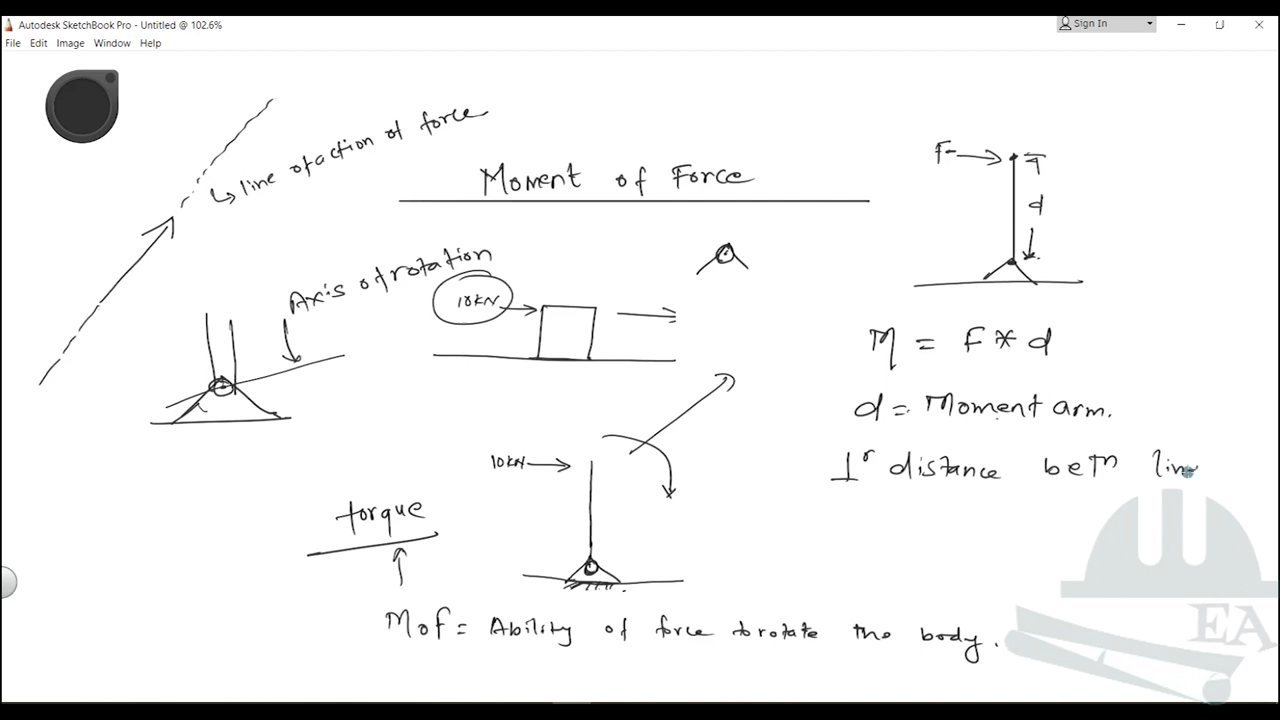 Autodesk SketchBook Pro - Untitled @ 102.6%
Sign In
File Edit Image Window Help
line of action of force
Moment of Force
F
d
Axis of rotation
10kN
M = F * d
d = Moment arm.
10kN
⊥r distance betn lin
torque
Mof = Ability of force to rotate the body.
EA